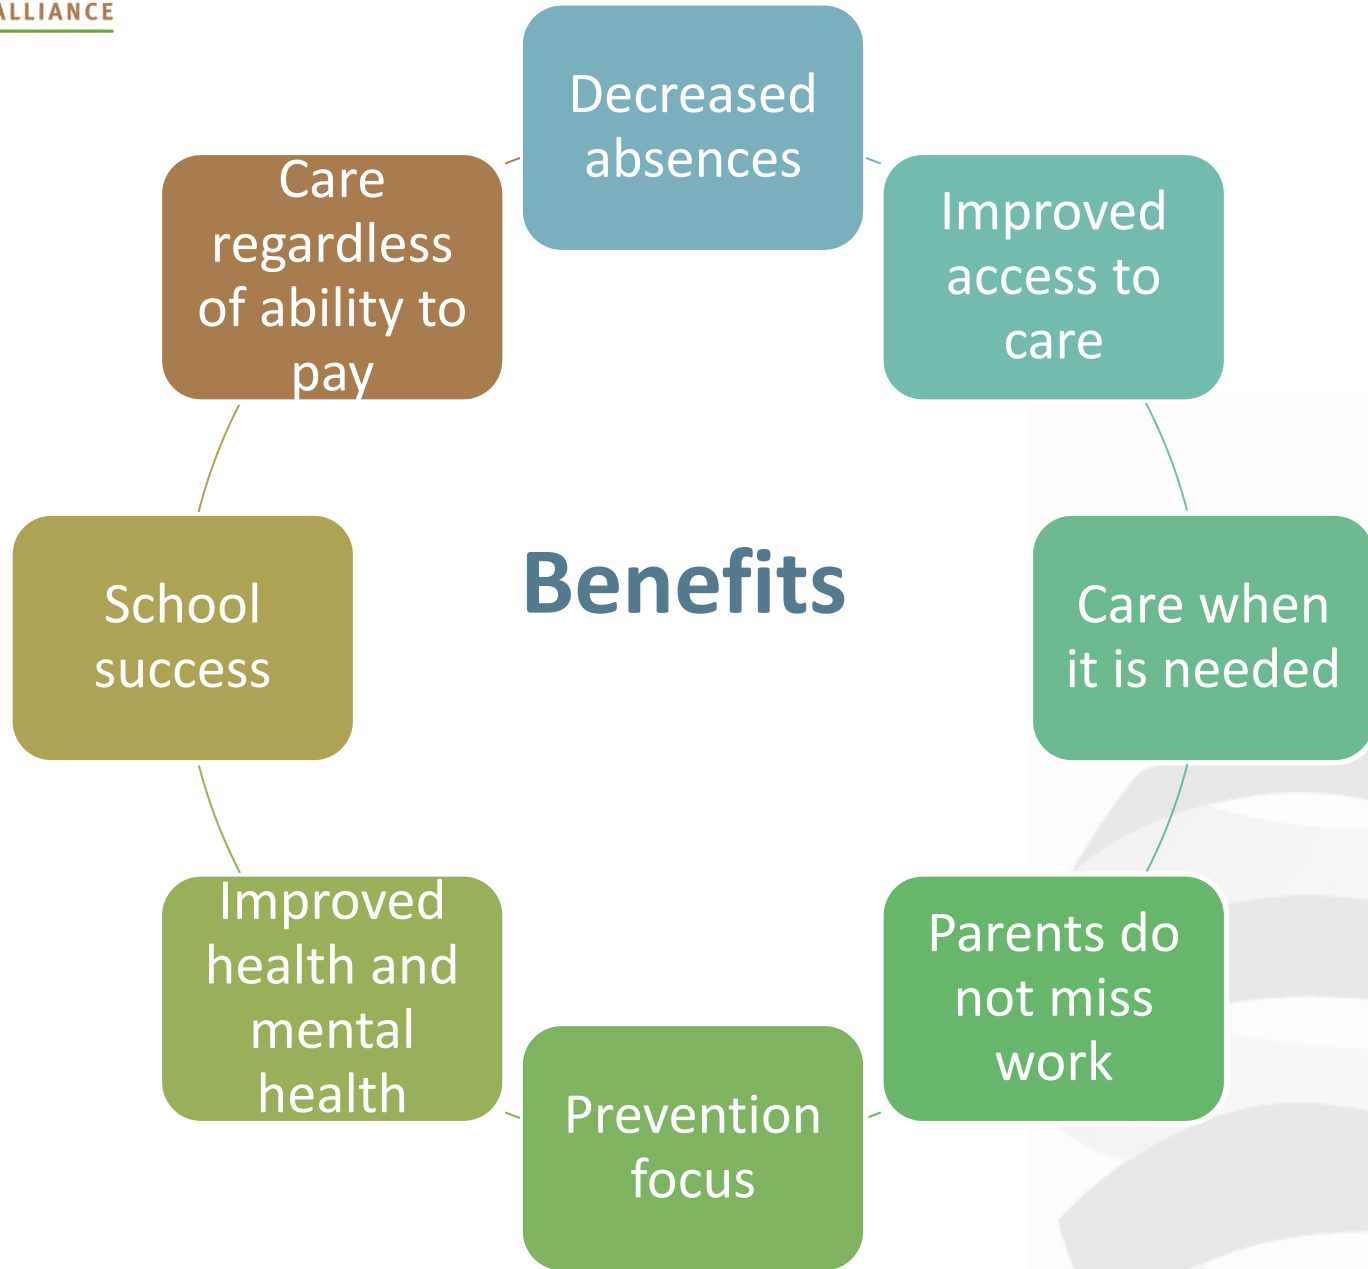 ALLIANCE
Decreased
absences
Improved
access to
care
Care when
it is needed
Parents do
not miss
work
Prevention
focus
Improved
health and
mental
health
School
success
Care
regardless
of ability to
pay
Benefits